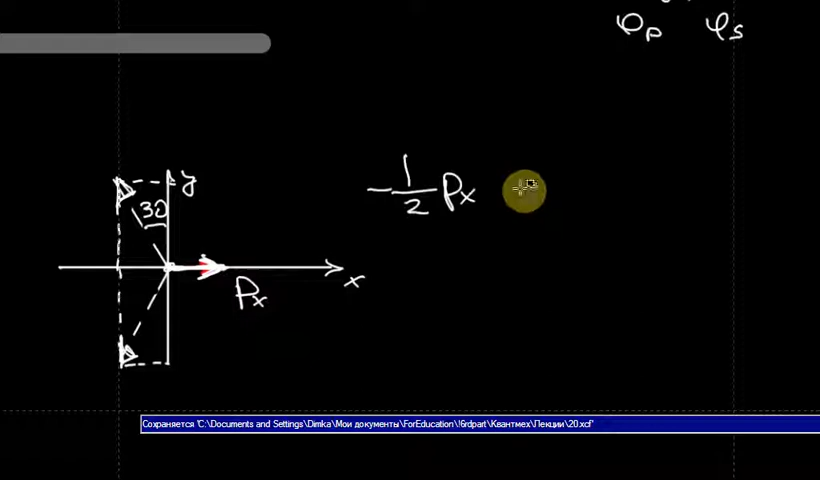 φp φs
y
30
-1/2 Px
x
Px
Сохраняется 'C:\Documents and Settings\Dimka\Мои документы\ForEducation\!6rdpart\Квантмех\Лекции\20.xcf'